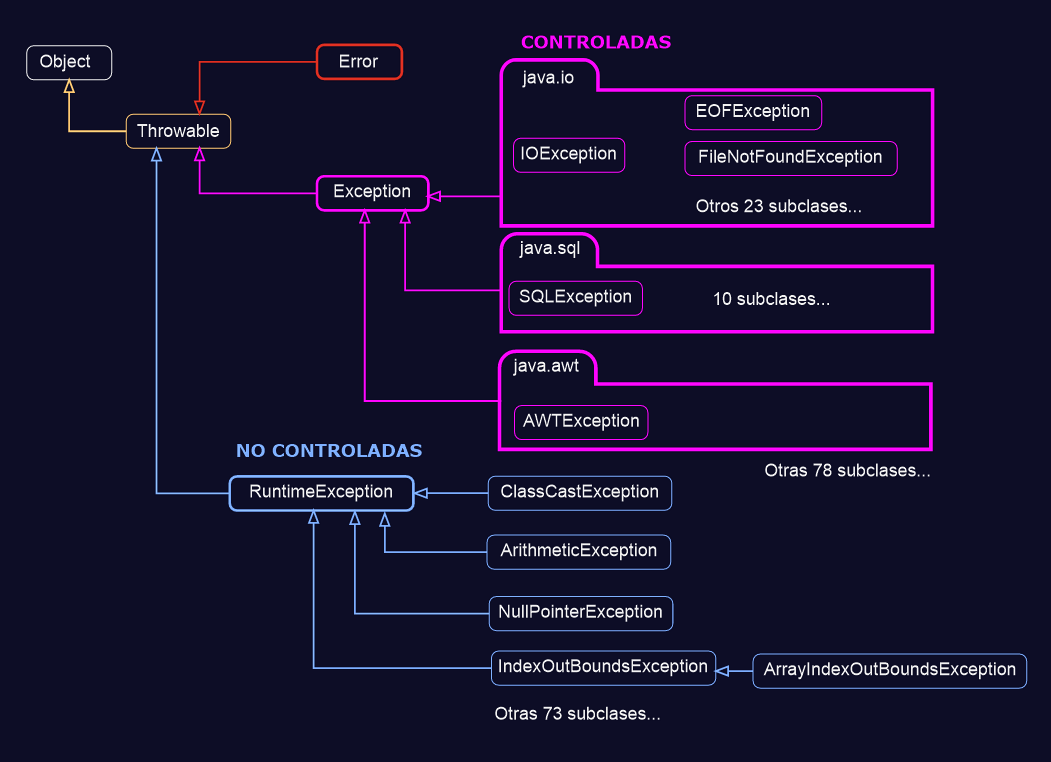 CONTROLADAS
Object
Error
java.io
Throwable
EOFException
IOException
FileNotFoundException
Exception
Otros 23 subclases...
java.sql
SQLException
10 subclases...
java.awt
AWTException
Otras 78 subclases...
NO CONTROLADAS
RuntimeException
ClassCastException
ArithmeticException
NullPointerException
IndexOutBoundsException
ArrayIndexOutBoundsException
Otras 73 subclases...